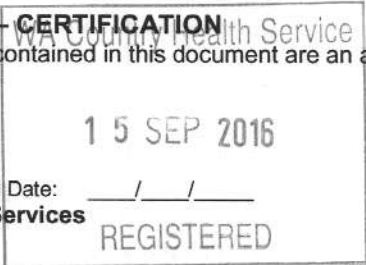 - CERTIFICATION
WA Country Health Service
contained in this document are an a
1 5 SEP 2016
Date: ___/___/_____
ervices
REGISTERED